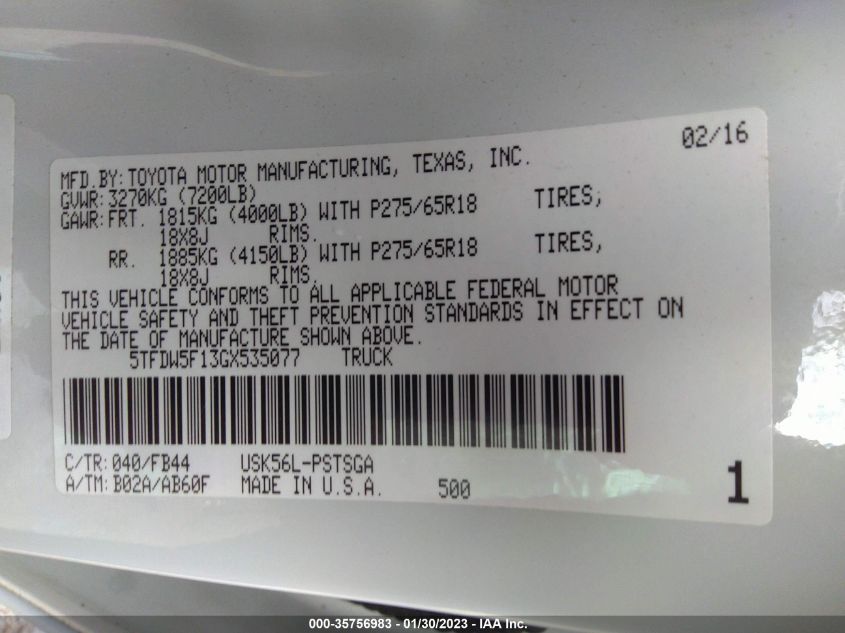 02/16
MFD.BY:TOYOTA MOTOR MANUFACTURING, TEXAS, INC.
GVWR:3270KG (7200LB)
GAWR:FRT. 1815KG (4000LB) WITH P275/65R18 TIRES,
18X8J RIMS.
RR. 1885KG (4150LB) WITH P275/65R18 TIRES,
18X8J RIMS.
THIS VEHICLE CONFORMS TO ALL APPLICABLE FEDERAL MOTOR
VEHICLE SAFETY AND THEFT PREVENTION STANDARDS IN EFFECT ON
THE DATE OF MANUFACTURE SHOWN ABOVE.
5TFDW5F13GX535077 TRUCK
C/TR:040/FB44 USK56L-PSTSGA
A/TM:B02A/AB60F MADE IN U.S.A. 500
1
000-35756983 - 01/30/2023 - IAA Inc.